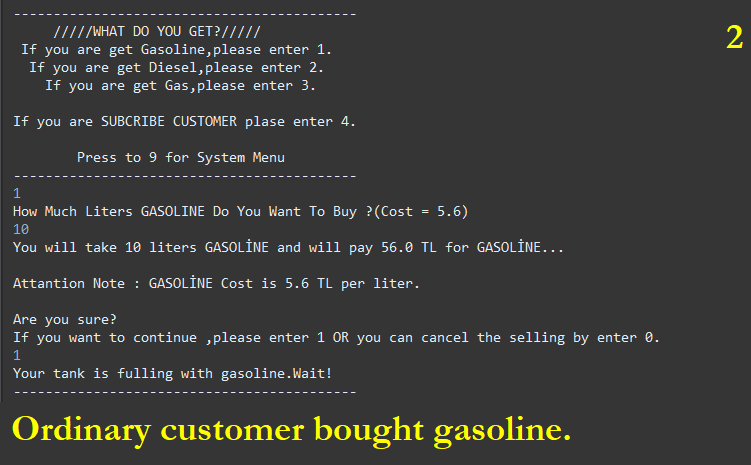 -------------------------------------------
/////WHAT DO YOU GET?/////
If you are get Gasoline,please enter 1.
If you are get Diesel,please enter 2.
If you are get Gas,please enter 3.
If you are SUBCRIBE CUSTOMER plase enter 4.
Press to 9 for System Menu
-------------------------------------------
1
How Much Liters GASOLINE Do You Want To Buy ?(Cost = 5.6)
10
You will take 10 liters GASOLİNE and will pay 56.0 TL for GASOLİNE...
Attantion Note : GASOLİNE Cost is 5.6 TL per liter.
Are you sure?
If you want to continue ,please enter 1 OR you can cancel the selling by enter 0.
1
Your tank is fulling with gasoline.Wait!
-------------------------------------------
2
Ordinary customer bought gasoline.